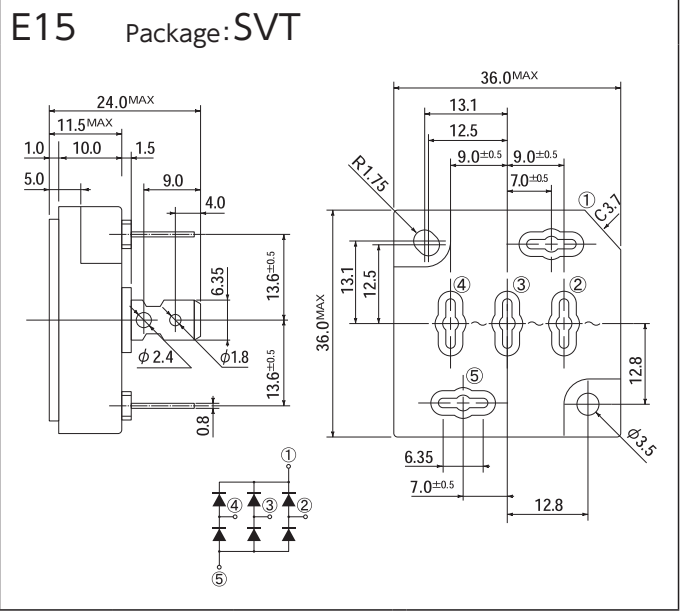 E15 Package: SVT
24.0MAX
11.5MAX
1.0 10.0 1.5
5.0 9.0
4.0
6.35
13.6±0.5
13.6±0.5
ϕ2.4 ϕ1.8
0.8
36.0MAX
13.1
12.5
9.0±0.5 9.0±0.5
7.0±0.5
R1.75
①
C3.7
13.1
12.5
36.0MAX
④ ③ ②
12.8
⑤
ϕ3.5
6.35
7.0±0.5
12.8
①
④ ③ ②
⑤